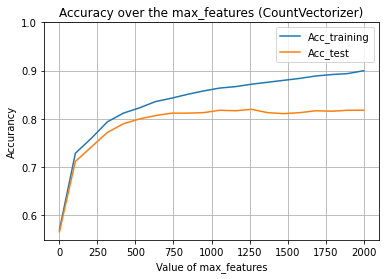 Accuracy over the max_features (CountVectorizer)
1.0
0.9
0.8
0.7
0.6
Accurancy
Acc_training
Acc_test
0 250 500 750 1000 1250 1500 1750 2000
Value of max_features